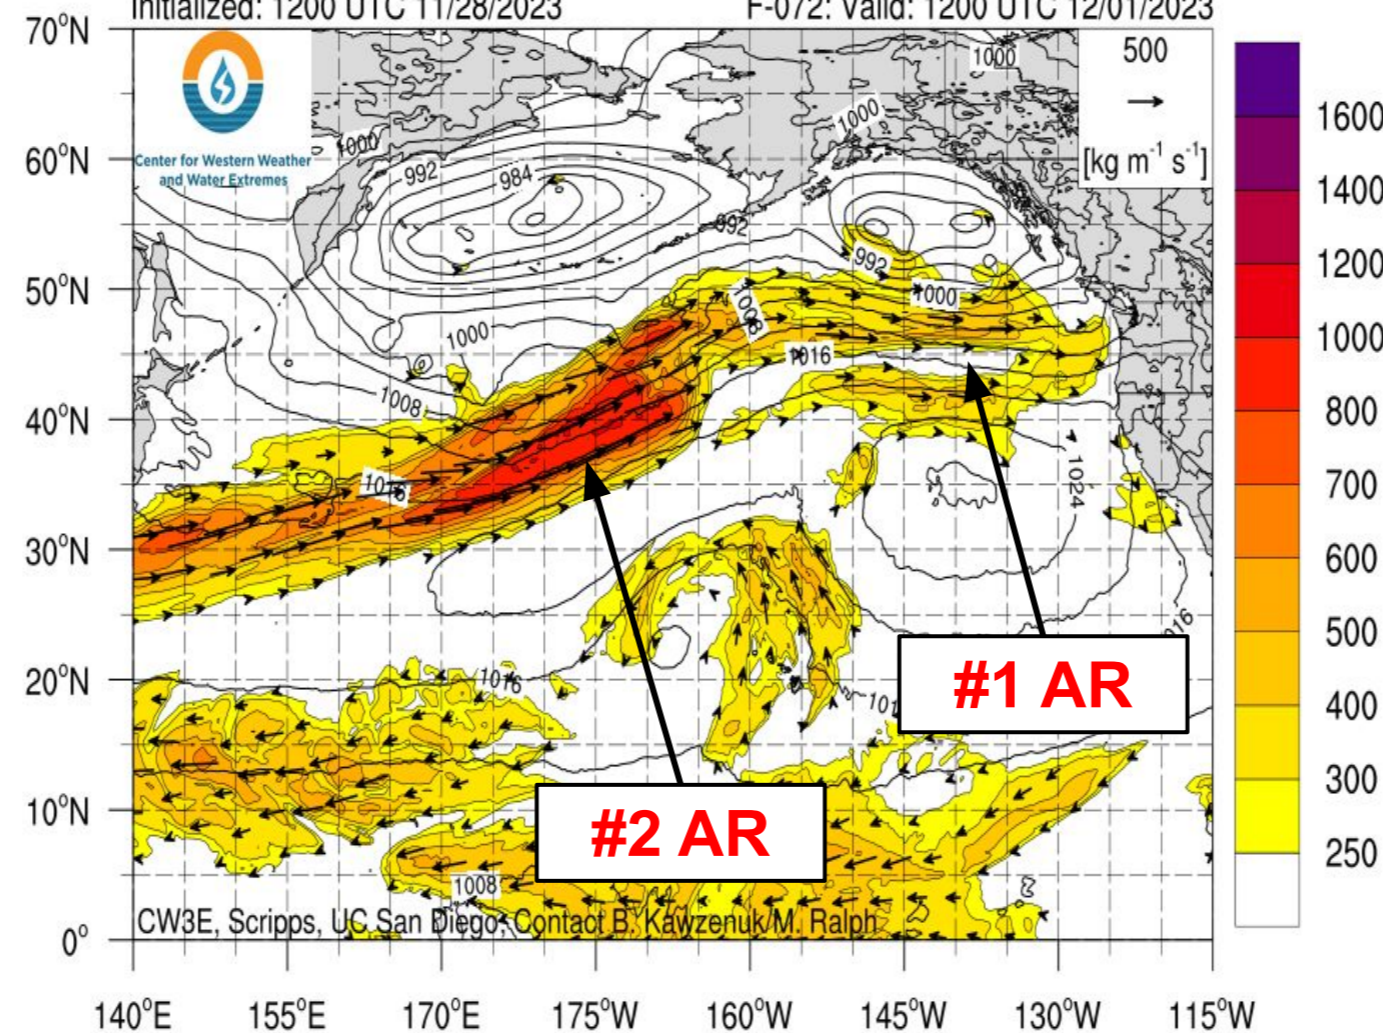 Initialized: 1200 UTC 11/28/2023 F-072: Valid: 1200 UTC 12/01/2023
70°N
60°N
50°N
40°N
30°N
20°N
10°N
0°
Center for Western Weather
and Water Extremes
500
[kg m⁻¹ s⁻¹]
1000
1000
1000
992
984
992
992
1000
1008
1000
1016
1008
1016
1024
1016
1016
1008
#1 AR
#2 AR
CW3E, Scripps, UC San Diego, Contact B. Kawzenuk/M. Ralph
140°E 155°E 170°E 175°W 160°W 145°W 130°W 115°W
1600
1400
1200
1000
800
700
600
500
400
300
250